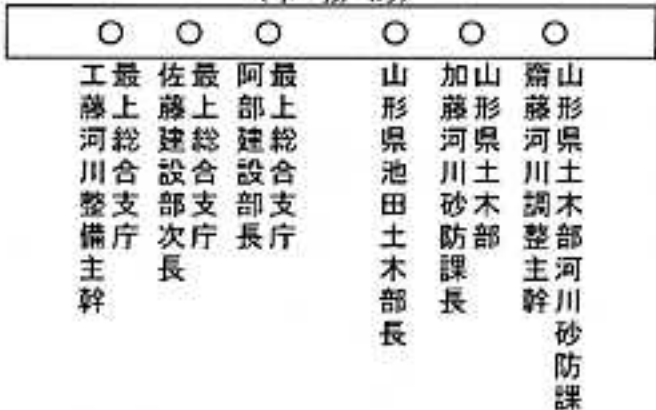 山形県土木部河川砂防課
齋藤河川調整主幹
山形県土木部
加藤河川砂防課長
山形県池田土木部長
最上総合支庁
阿部建設部長
最上総合支庁
佐藤建設部次長
最上総合支庁
工藤河川整備主幹